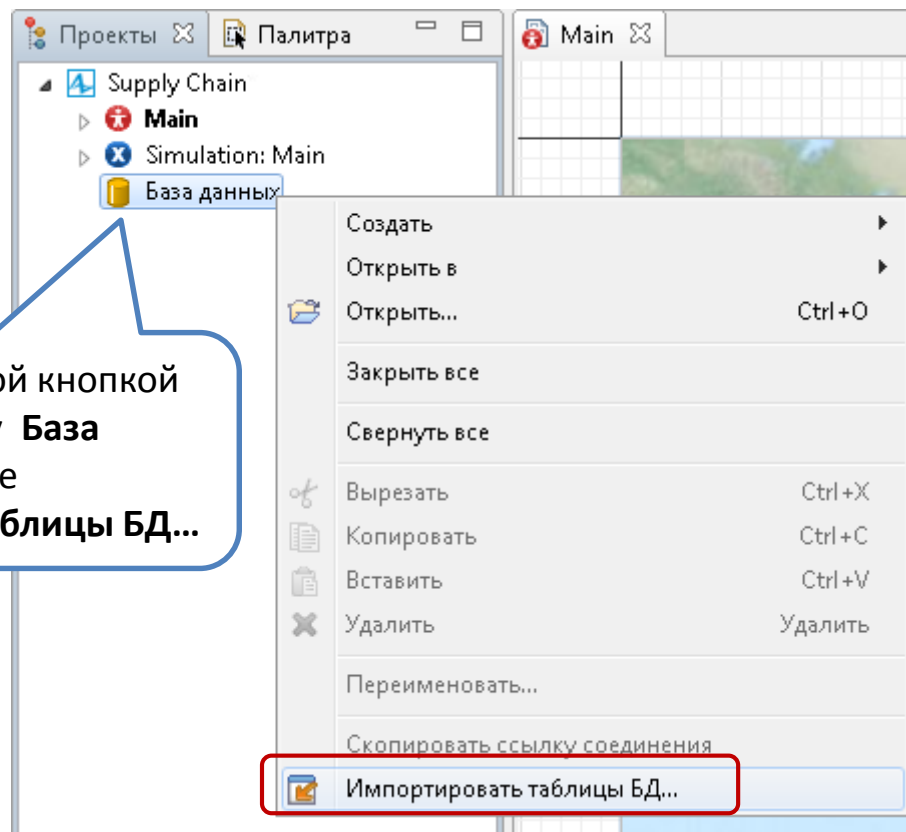 Проекты
Палитра
Main
Supply Chain
Main
Simulation: Main
База данных
ой кнопкой
База
е
блицы БД...
Создать
Открыть в
Открыть... Ctrl+O
Закрыть все
Свернуть все
Вырезать Ctrl+X
Копировать Ctrl+C
Вставить Ctrl+V
Удалить Удалить
Переименовать...
Скопировать ссылку соединения
Импортировать таблицы БД...